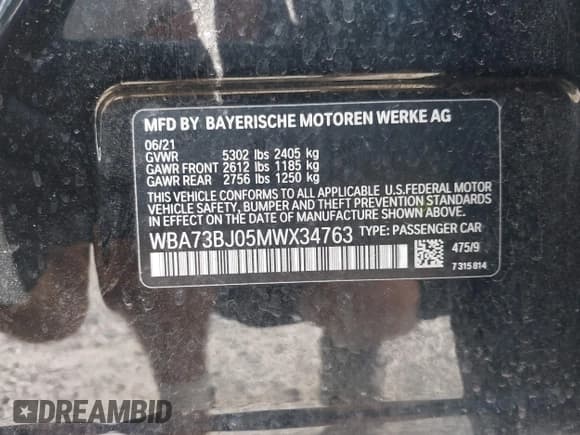 MFD BY BAYERISCHE MOTOREN WERKE AG
06/21
GVWR 5302 lbs 2405 kg
GAWR FRONT 2612 lbs 1185 kg
GAWR REAR 2756 lbs 1250 kg
THIS VEHICLE CONFORMS TO ALL APPLICABLE U.S.FEDERAL MOTOR
VEHICLE SAFETY, BUMPER AND THEFT PREVENTION STANDARDS
IN EFFECT ON THE DATE OF MANUFACTURE SHOWN ABOVE.
WBA73BJ05MWX34763 TYPE: PASSENGER CAR
475/9
7315814
DREAMBID